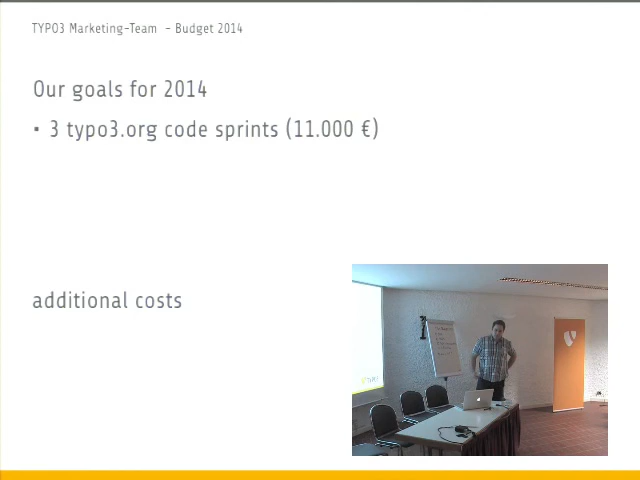 TYPO3 Marketing-Team - Budget 2014
Our goals for 2014
• 3 typo3.org code sprints (11.000 €)
additional costs